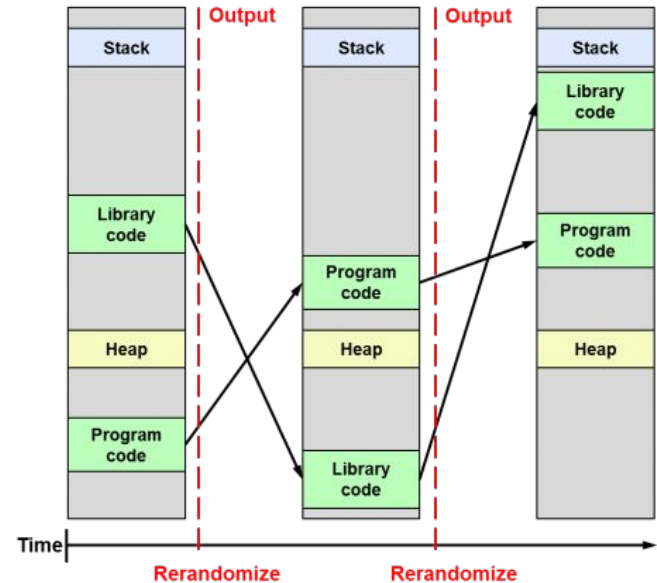 Output
Output
Stack
Stack
Stack
Library
code
Library
code
Program
code
Program
code
Heap
Heap
Heap
Program
code
Library
code
Time
Rerandomize
Rerandomize